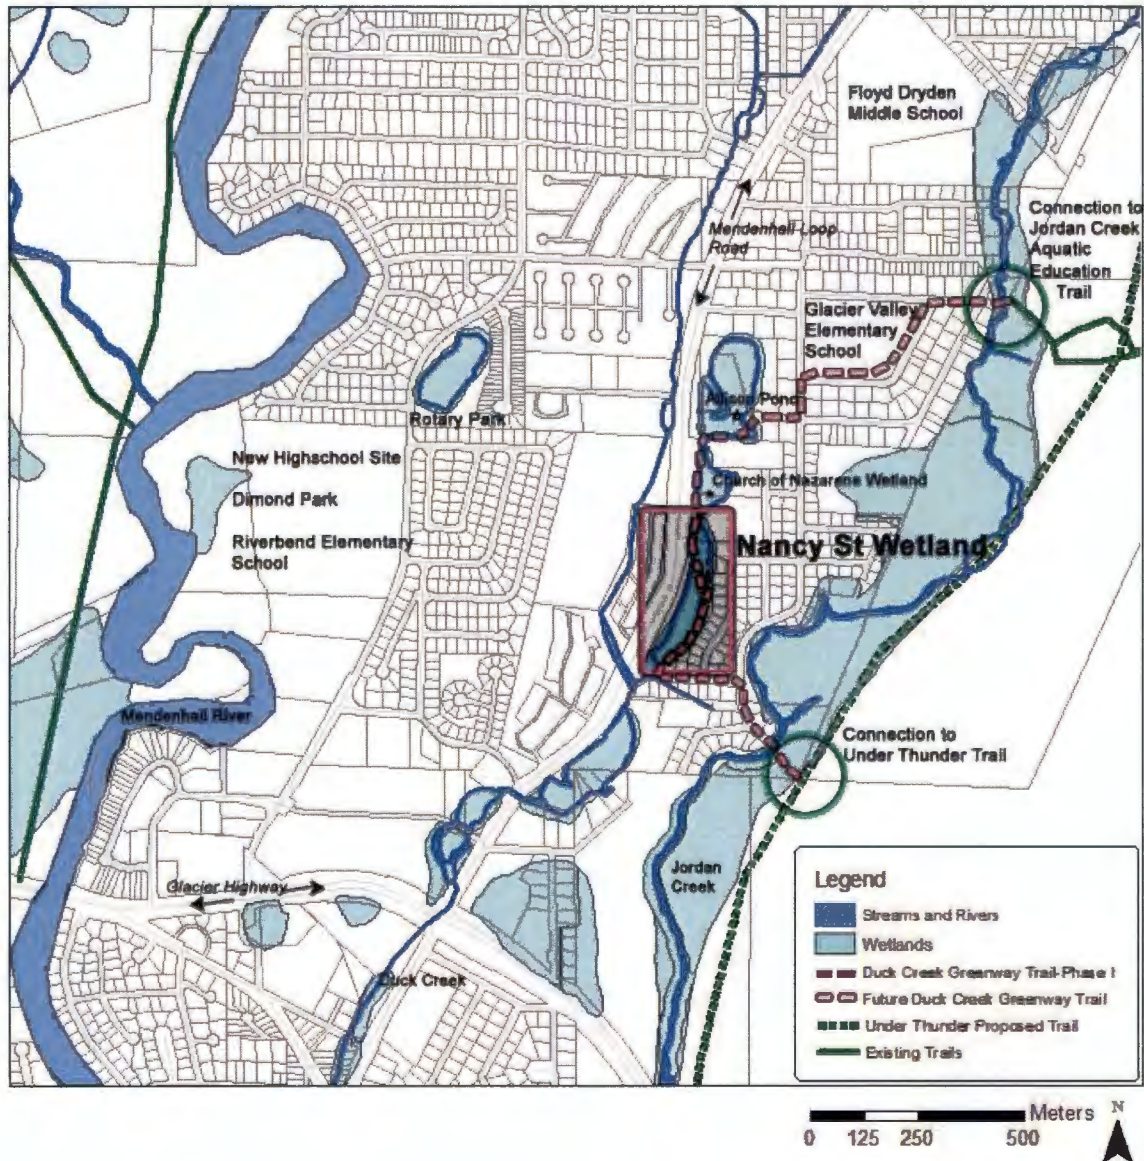 Floyd Dryden
Middle School
Connection to
Jordan Creek
Aquatic
Education
Trail
Mendenhall Loop
Road
Glacier Valley
Elementary
School
Allison Pond
Rotary Park
New Highschool Site
Dimond Park
Riverbend Elementary
School
Church of Nazarene Wetland
Nancy St Wetland
Mendenhall River
Connection to
Under Thunder Trail
Jordan
Creek
Glacier Highway
Duck Creek
Legend
Streams and Rivers
Wetlands
Duck Creek Greenway Trail-Phase I
Future Duck Creek Greenway Trail
Under Thunder Proposed Trail
Existing Trails
Meters
0 125 250 500
N